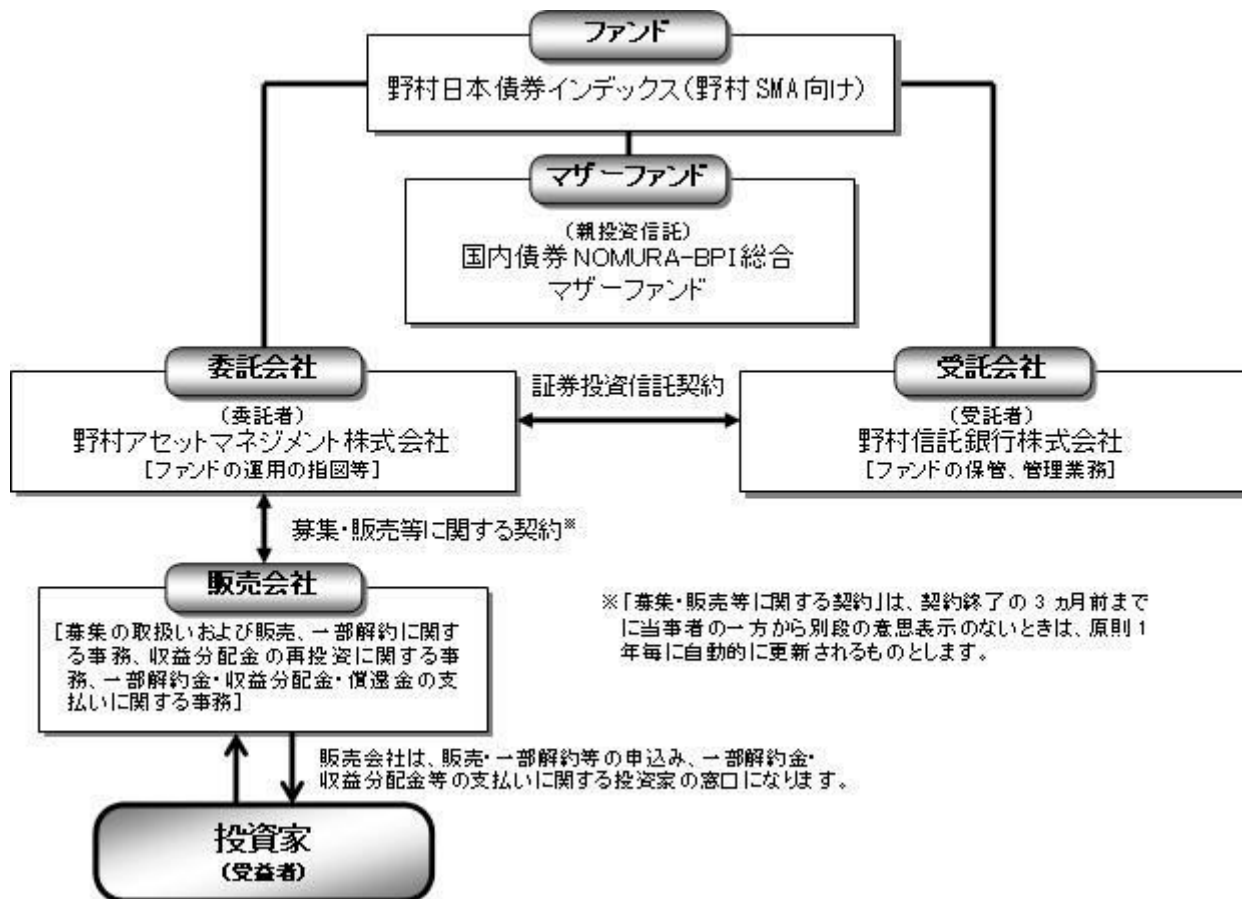 ファンド
野村日本債券インデックス(野村SMA向け)
マザーファンド
(親投資信託)
国内債券NOMURA-BPI総合
マザーファンド
委託会社
(委託者)
野村アセットマネジメント株式会社
[ファンドの運用の指図等]
証券投資信託契約
受託会社
(受託者)
野村信託銀行株式会社
[ファンドの保管、管理業務]
募集・販売等に関する契約※
販売会社
[募集の取扱いおよび販売、一部解約に関す
る事務、収益分配金の再投資に関する事
務、一部解約金・収益分配金・償還金の支
払いに関する事務]
※「募集・販売等に関する契約」は、契約終了の3ヵ月前まで
に当事者の一方から別段の意思表示のないときは、原則1
年毎に自動的に更新されるものとします。
販売会社は、販売・一部解約等の申込み、一部解約金・
収益分配金等の支払いに関する投資家の窓口になります。
投資家
(受益者)